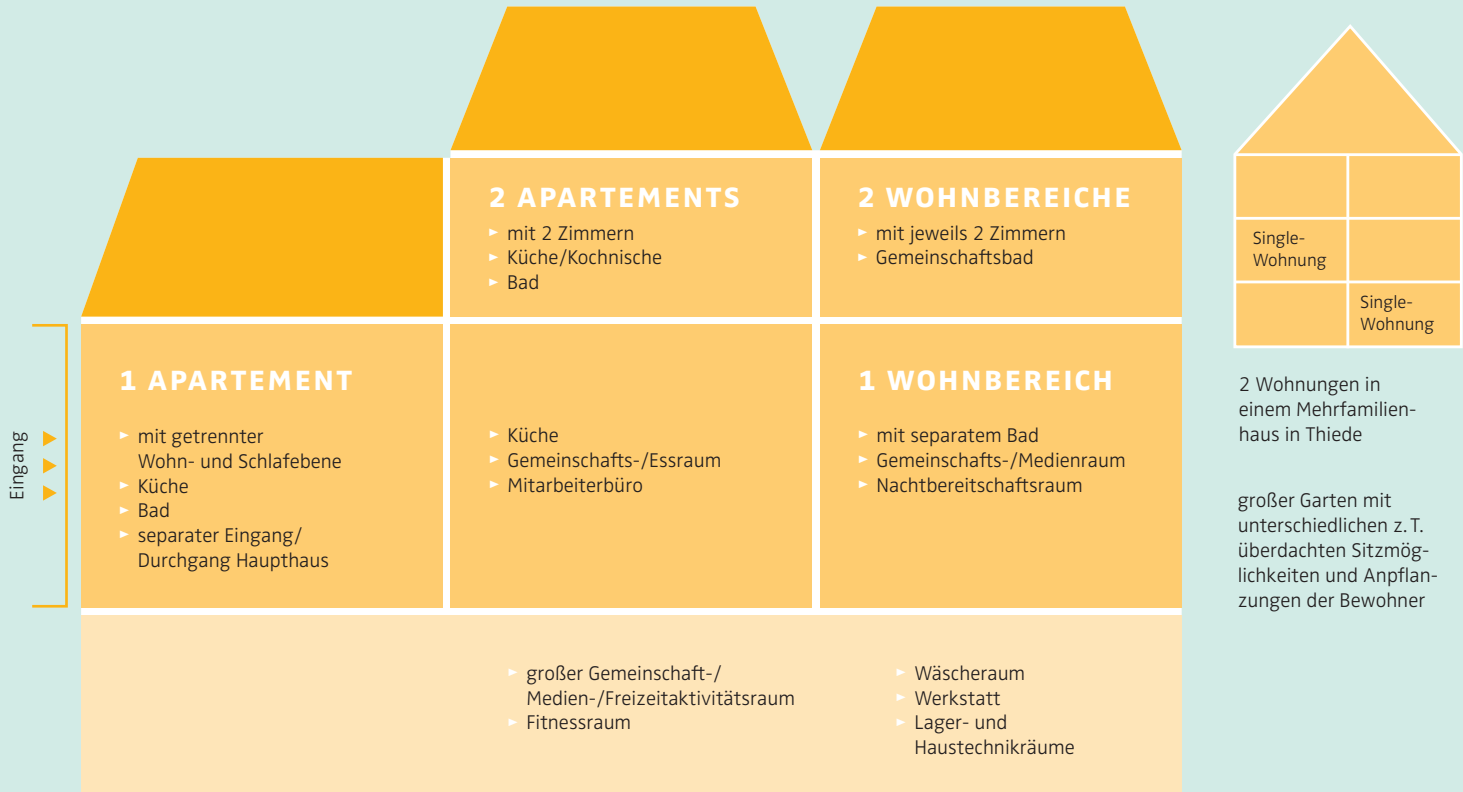 2 APARTEMENTS
mit 2 Zimmern
Küche/Kochnische
Bad
2 WOHNBEREICHE
mit jeweils 2 Zimmern
Gemeinschaftsbad
Eingang
1 APARTEMENT
mit getrennter
Wohn- und Schlafebene
Küche
Bad
separater Eingang/
Durchgang Haupthaus
Küche
Gemeinschafts-/Essraum
Mitarbeiterbüro
1 WOHNBEREICH
mit separatem Bad
Gemeinschafts-/Medienraum
Nachtbereitschaftsraum
großer Gemeinschaft-/
Medien-/Freizeitaktivitätsraum
Fitnessraum
Wäscheraum
Werkstatt
Lager- und
Haustechnikräume
Single-
Wohnung
Single-
Wohnung
2 Wohnungen in
einem Mehrfamilien-
haus in Thiede
großer Garten mit
unterschiedlichen z. T.
überdachten Sitzmög-
lichkeiten und Anpflan-
zungen der Bewohner